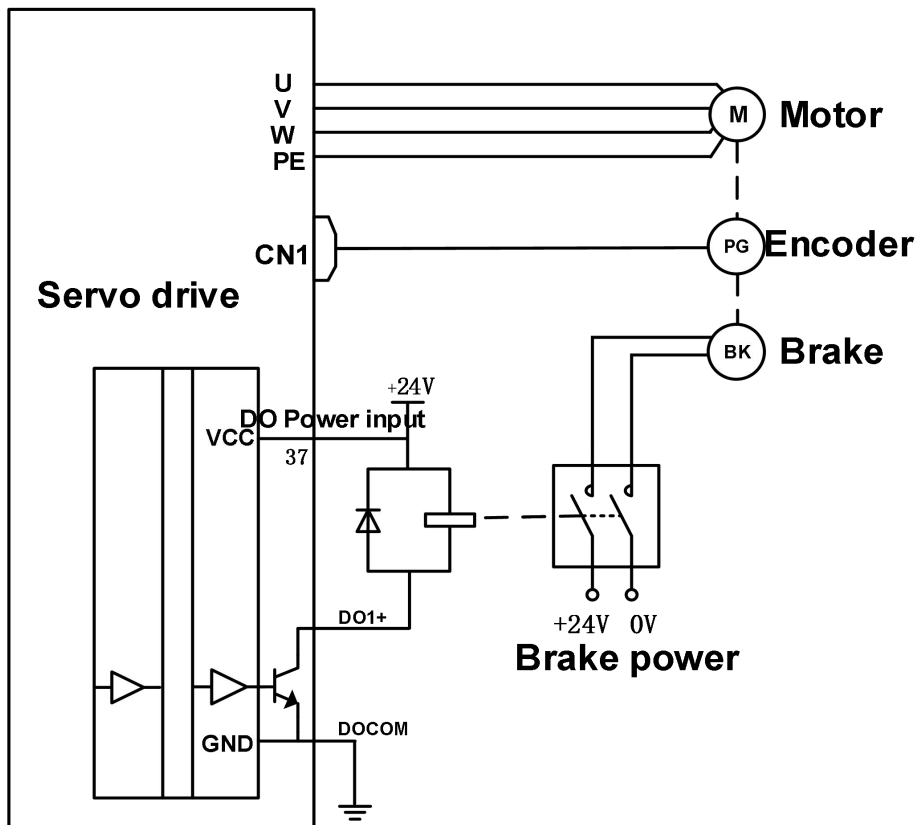 U
V
W
PE
M
Motor
CN1
PG
Encoder
Servo drive
BK
Brake
+24V
DO Power input
VCC
37
DO1+
+24V 0V
Brake power
DOCOM
GND